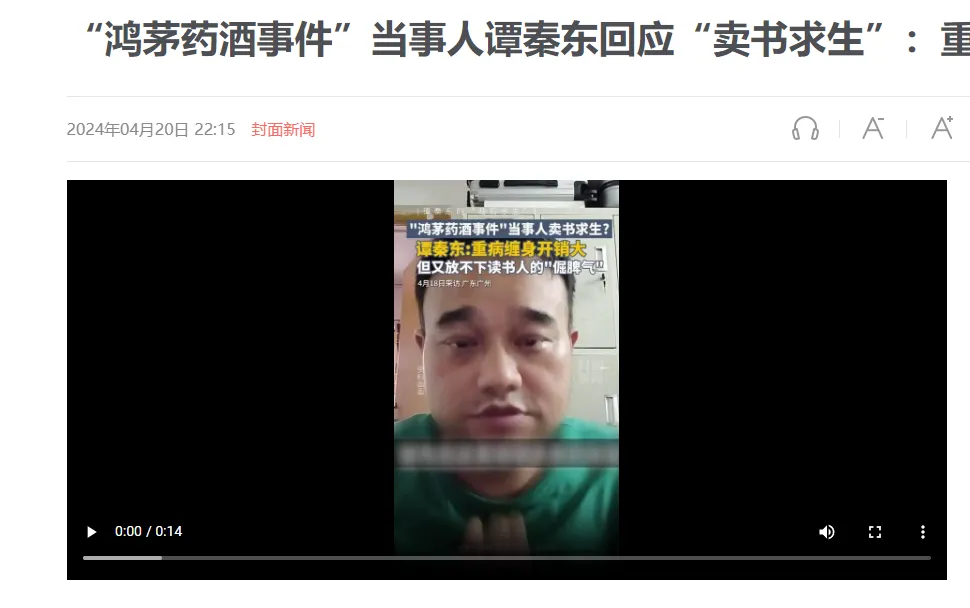 “鸿茅药酒事件”当事人谭秦东回应“卖书求生”：重
2024年04月20日 22:15 封面新闻
A- A+
"鸿茅药酒事件"当事人卖书求生？
谭秦东:重病缠身开销大
但又放不下读书人的"倔脾气"
4月18日采访 广东广州
0:00 / 0:14